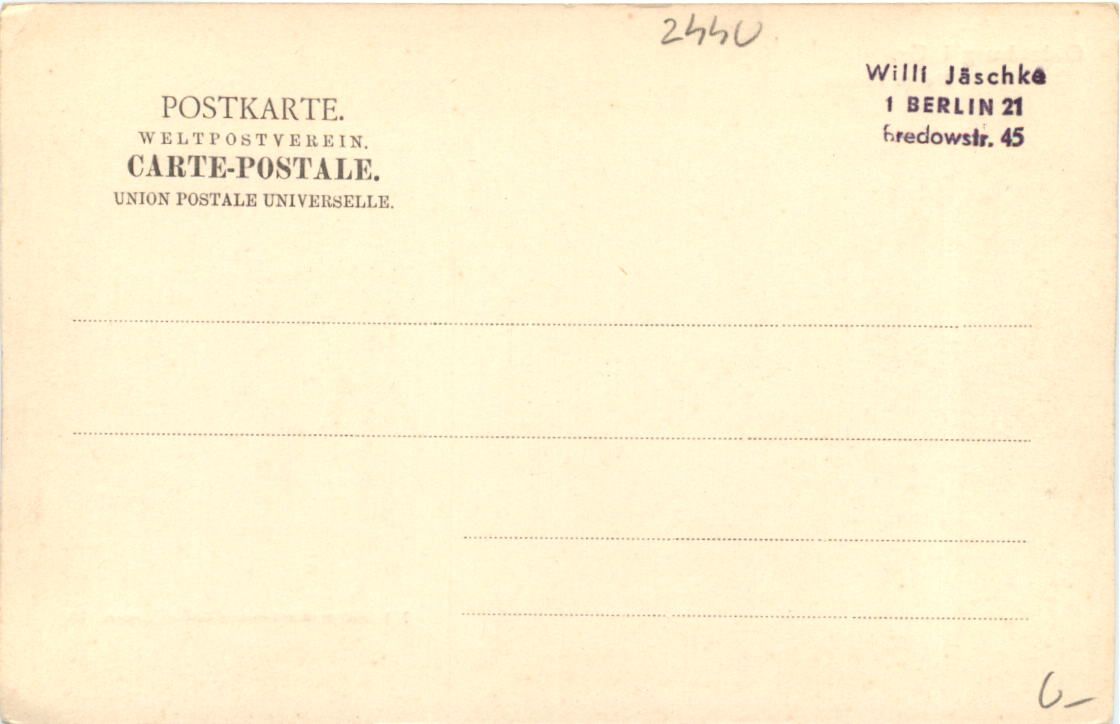 2440
Willi Jäschke
1 BERLIN 21
Bredowstr. 45
POSTKARTE.
WELTPOSTVEREIN.
CARTE-POSTALE.
UNION POSTALE UNIVERSELLE.
6-